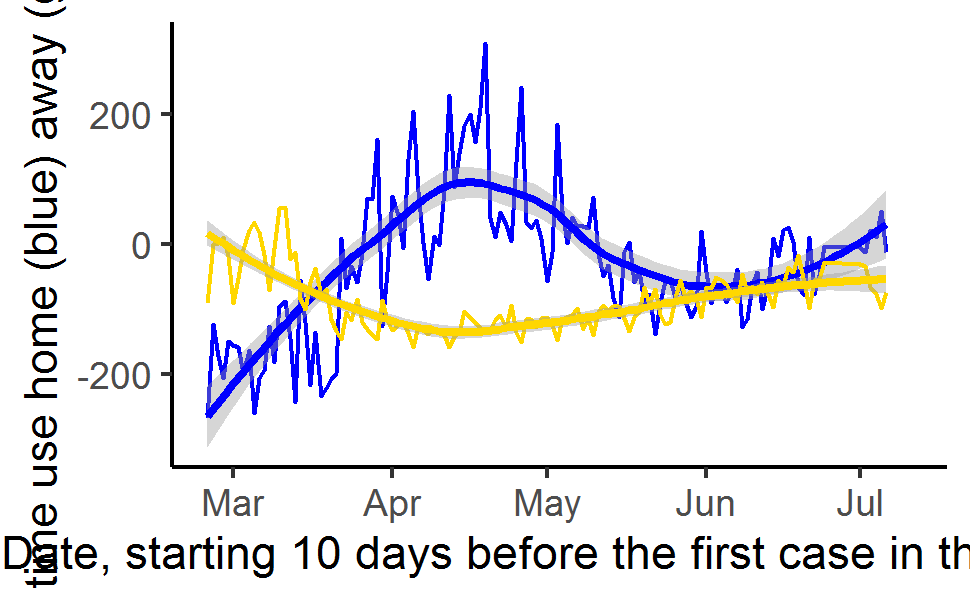 time use home (blue) away (g
200
0
-200
Mar Apr May Jun Jul
Date, starting 10 days before the first case in th